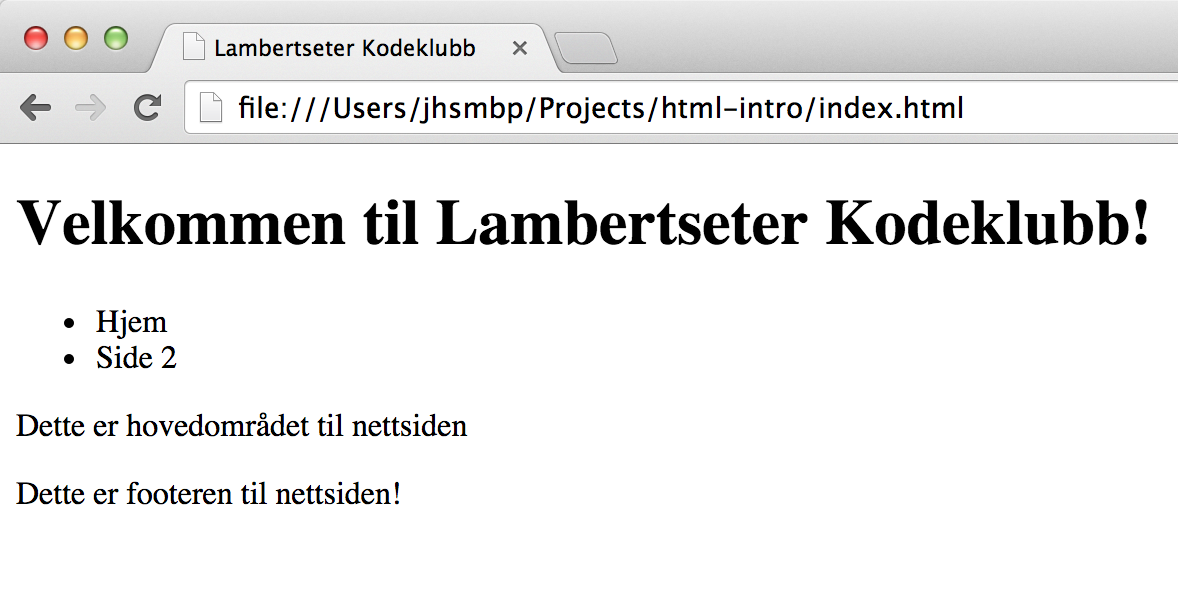 Lambertseter Kodeklubb
file:///Users/jhsmbp/Projects/html-intro/index.html
Velkommen til Lambertseter Kodeklubb!
• Hjem
• Side 2
Dette er hovedområdet til nettsiden
Dette er footeren til nettsiden!